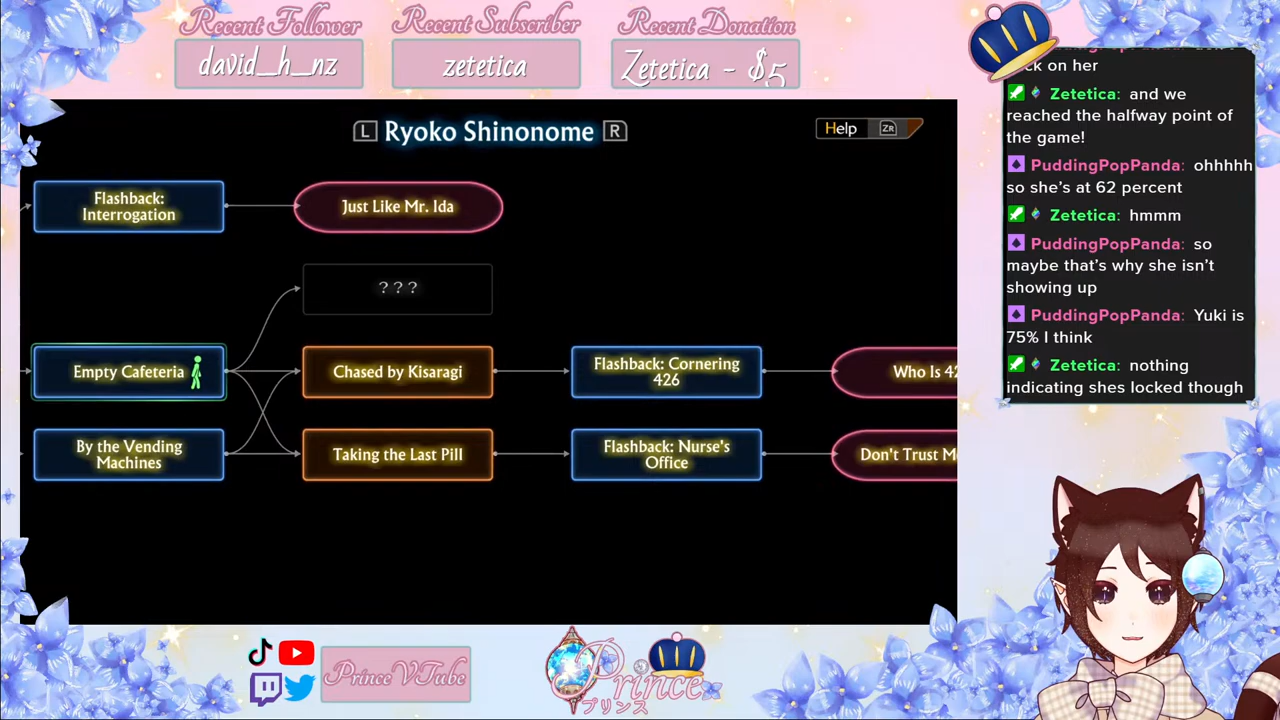 Recent Follower
Recent Subscriber
Recent Donation
david_h_nz
zetetica
Zetetica - $5
L Ryoko Shinonome R
Help ZR
Flashback:
Interrogation
Just Like Mr. Ida
? ? ?
Empty Cafeteria
Chased by Kisaragi
Flashback: Cornering
426
Who Is 42
By the Vending
Machines
Taking the Last Pill
Flashback: Nurse's
Office
Don't Trust M
ck on her
Zetetica: and we
reached the halfway point of
the game!
PuddingPopPanda: ohhhhh
so she's at 62 percent
Zetetica: hmmm
PuddingPopPanda: so
maybe that's why she isn't
showing up
PuddingPopPanda: Yuki is
75% I think
Zetetica: nothing
indicating shes locked though
Prince VTube
Prince
プリンス